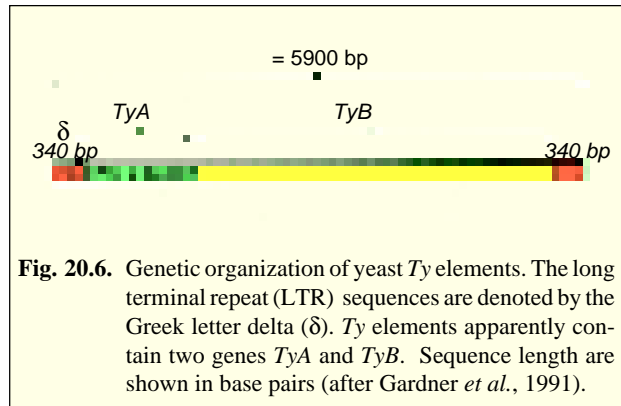 = 5900 bp
TyA TyB
δ
340 bp 340 bp
Fig. 20.6. Genetic organization of yeast Ty elements. The long
terminal repeat (LTR) sequences are denoted by the
Greek letter delta (δ). Ty elements apparently con-
tain two genes TyA and TyB. Sequence length are
shown in base pairs (after Gardner et al., 1991).